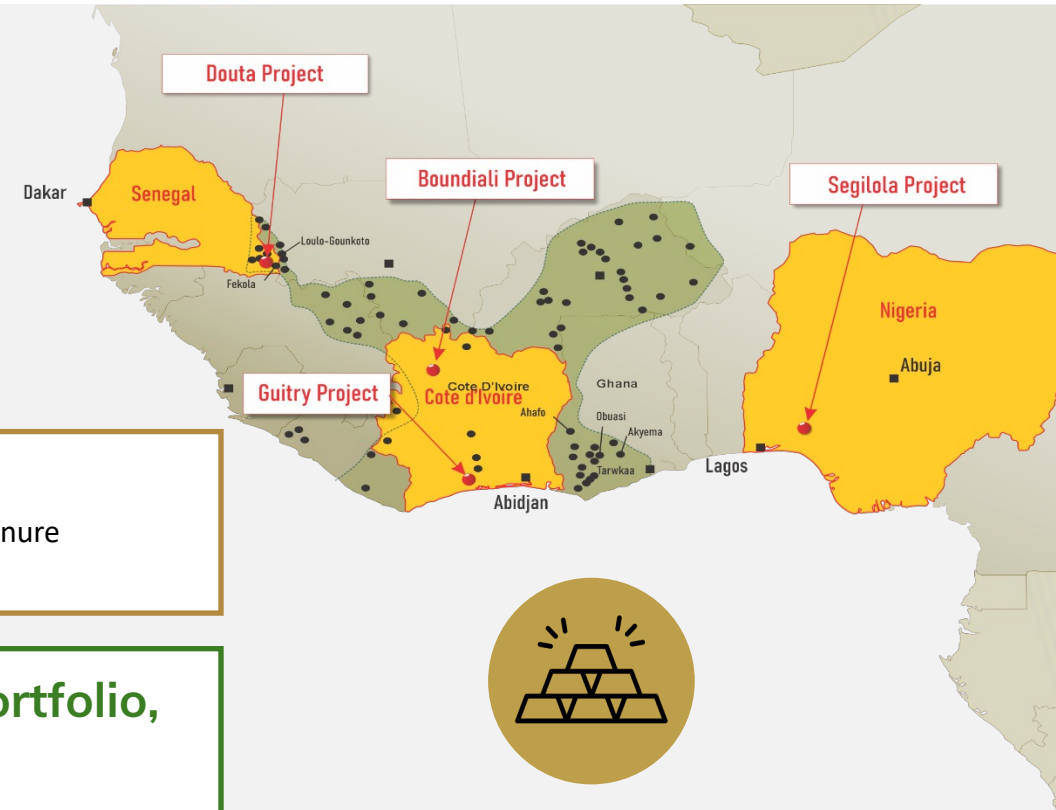 Douta Project
Boundiali Project
Segilola Project
Dakar
Senegal
Loulo-Gounkoto
Fekola
Nigeria
Abuja
Guitry Project
Cote D'Ivoire
Cote d'Ivoire
Ghana
Ahafo
Obuasi
Akyema
Tarwkaa
Lagos
Abidjan
nure
ortfolio,